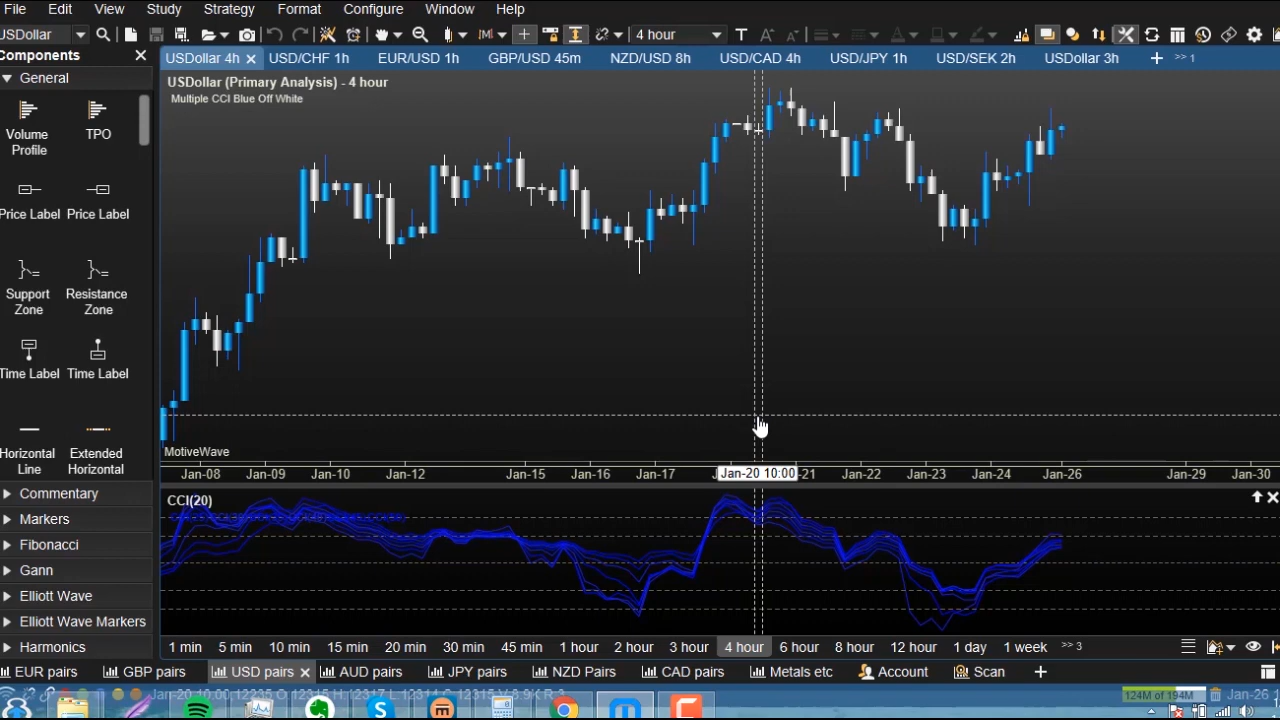 File Edit View Study Strategy Format Configure Window Help
USDollar 4 hour
Components
General
Volume Profile
TPO
Price Label
Price Label
Support Zone
Resistance Zone
Time Label
Time Label
Horizontal Line
Extended Horizontal
Commentary
Markers
Fibonacci
Gann
Elliott Wave
Elliott Wave Markers
Harmonics
USDollar 4h USD/CHF 1h EUR/USD 1h GBP/USD 45m NZD/USD 8h USD/CAD 4h USD/JPY 1h USD/SEK 2h USDollar 3h >> 1
USDollar (Primary Analysis) - 4 hour
Multiple CCI Blue Off White
MotiveWave
Jan-08 Jan-09 Jan-10 Jan-12 Jan-15 Jan-16 Jan-17 Jan-20 10:00 -21 Jan-22 Jan-23 Jan-24 Jan-26 Jan-29 Jan-30
CCI(20)
1 min 5 min 10 min 15 min 20 min 30 min 45 min 1 hour 2 hour 3 hour 4 hour 6 hour 8 hour 12 hour 1 day 1 week >> 3
EUR pairs GBP pairs USD pairs AUD pairs JPY pairs NZD Pairs CAD pairs Metals etc Account Scan
124M of 194M